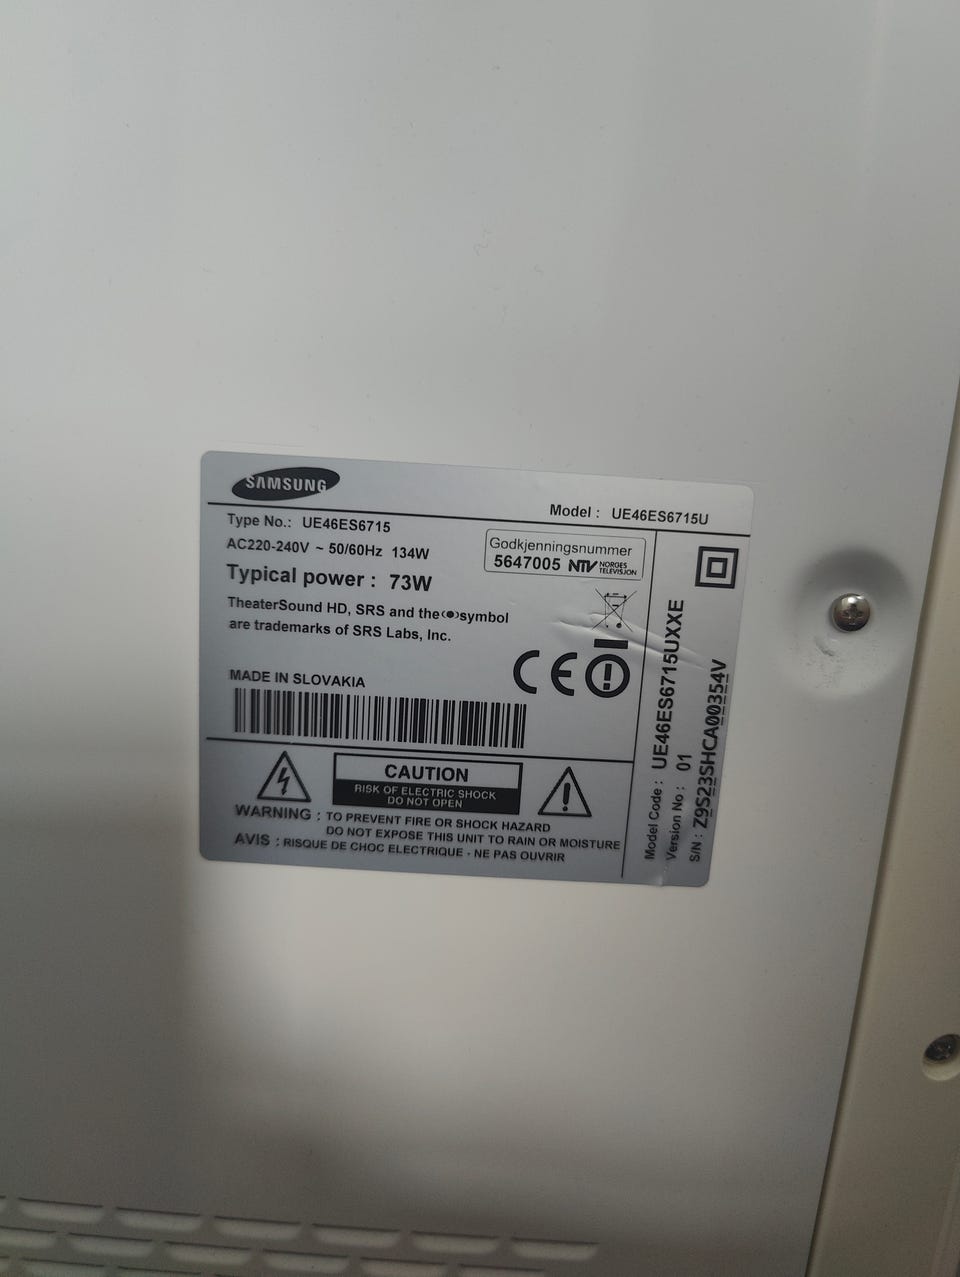 SAMSUNG
Model : UE46ES6715U
Type No.: UE46ES6715
AC220-240V ~ 50/60Hz 134W
Typical power : 73W
Godkjenningsnummer
5647005 NTV NORGES
TELEVISJON
TheaterSound HD, SRS and the (●) symbol
are trademarks of SRS Labs, Inc.
MADE IN SLOVAKIA
CE
CAUTION
RISK OF ELECTRIC SHOCK
DO NOT OPEN
WARNING : TO PREVENT FIRE OR SHOCK HAZARD
DO NOT EXPOSE THIS UNIT TO RAIN OR MOISTURE
AVIS : RISQUE DE CHOC ELECTRIQUE - NE PAS OUVRIR
Model Code : UE46ES6715UXXE
Version No : 01
S/N : Z9S23SHCA00354V